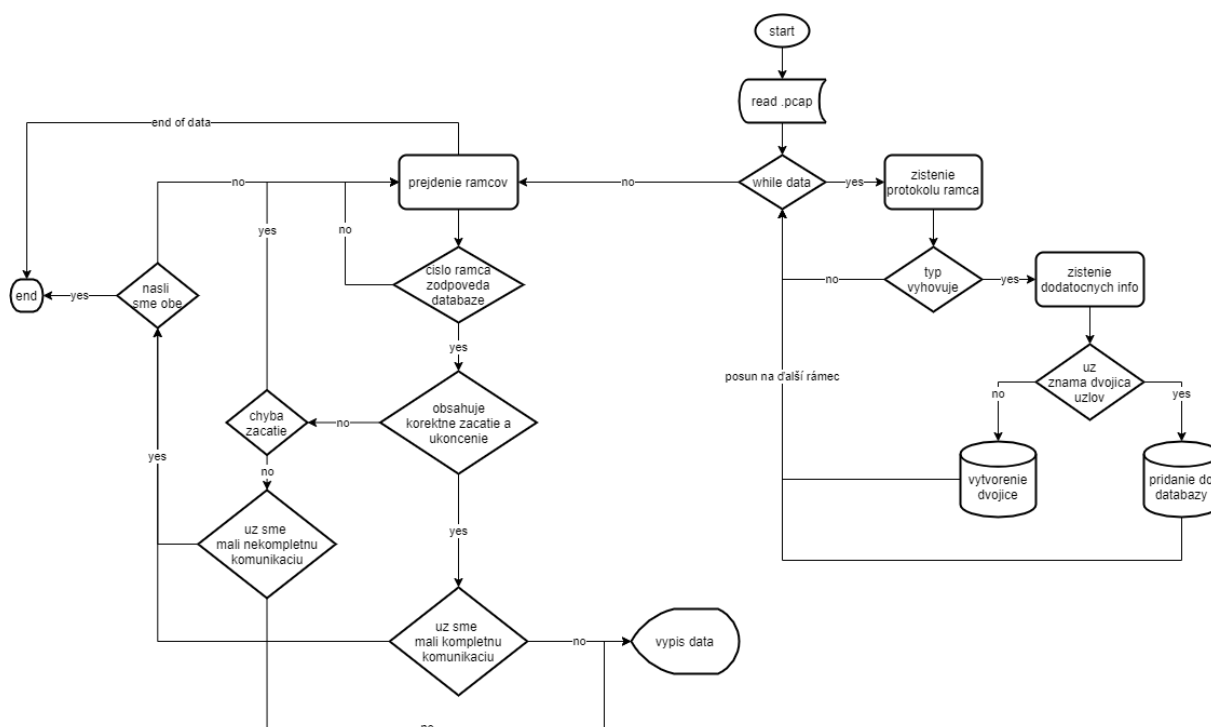 start
read .pcap
end of data
prejdenie ramcov
no
while data
yes
zistenie
protokolu ramca
no
yes
no
cislo ramca
zodpoveda
databaze
typ
vyhovuje
no
yes
zistenie
dodatocnych info
nasli
sme obe
yes
end
yes
uz
znama dvojica
uzlov
posun na ďalší rámec
no
yes
chyba
zacatie
no
obsahuje
korektne zacatie a
ukoncenie
yes
no
vytvorenie
dvojice
pridanie do
databazy
uz sme
mali nekompletnu
komunikaciu
yes
uz sme
mali kompletnu
komunikaciu
no
vypis data
no